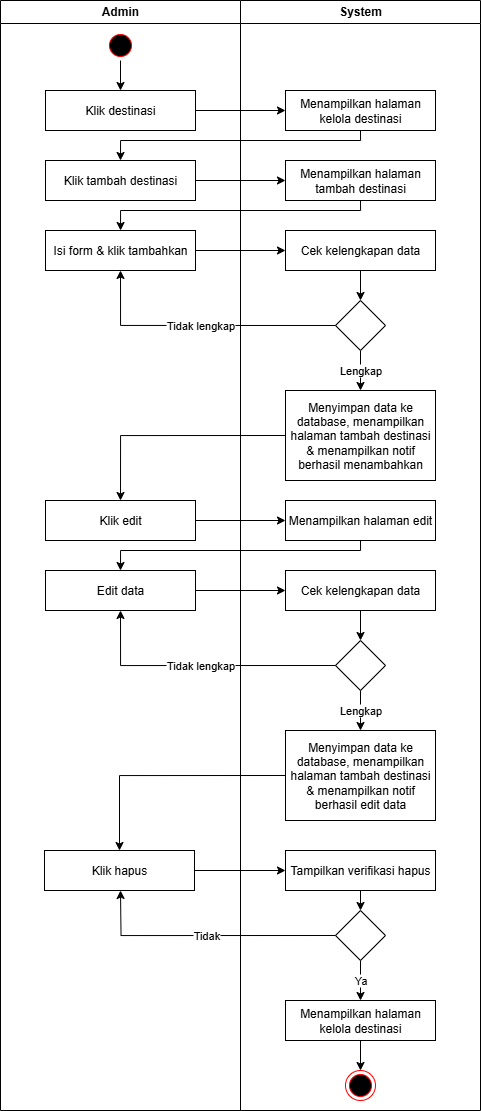 Admin
System
Klik destinasi
Menampilkan halaman
kelola destinasi
Klik tambah destinasi
Menampilkan halaman
tambah destinasi
Isi form & klik tambahkan
Cek kelengkapan data
Tidak lengkap
Lengkap
Menyimpan data ke
database, menampilkan
halaman tambah destinasi
& menampilkan notif
berhasil menambahkan
Klik edit
Menampilkan halaman edit
Edit data
Cek kelengkapan data
Tidak lengkap
Lengkap
Menyimpan data ke
database, menampilkan
halaman tambah destinasi
& menampilkan notif
berhasil edit data
Klik hapus
Tampilkan verifikasi hapus
Tidak
Ya
Menampilkan halaman
kelola destinasi